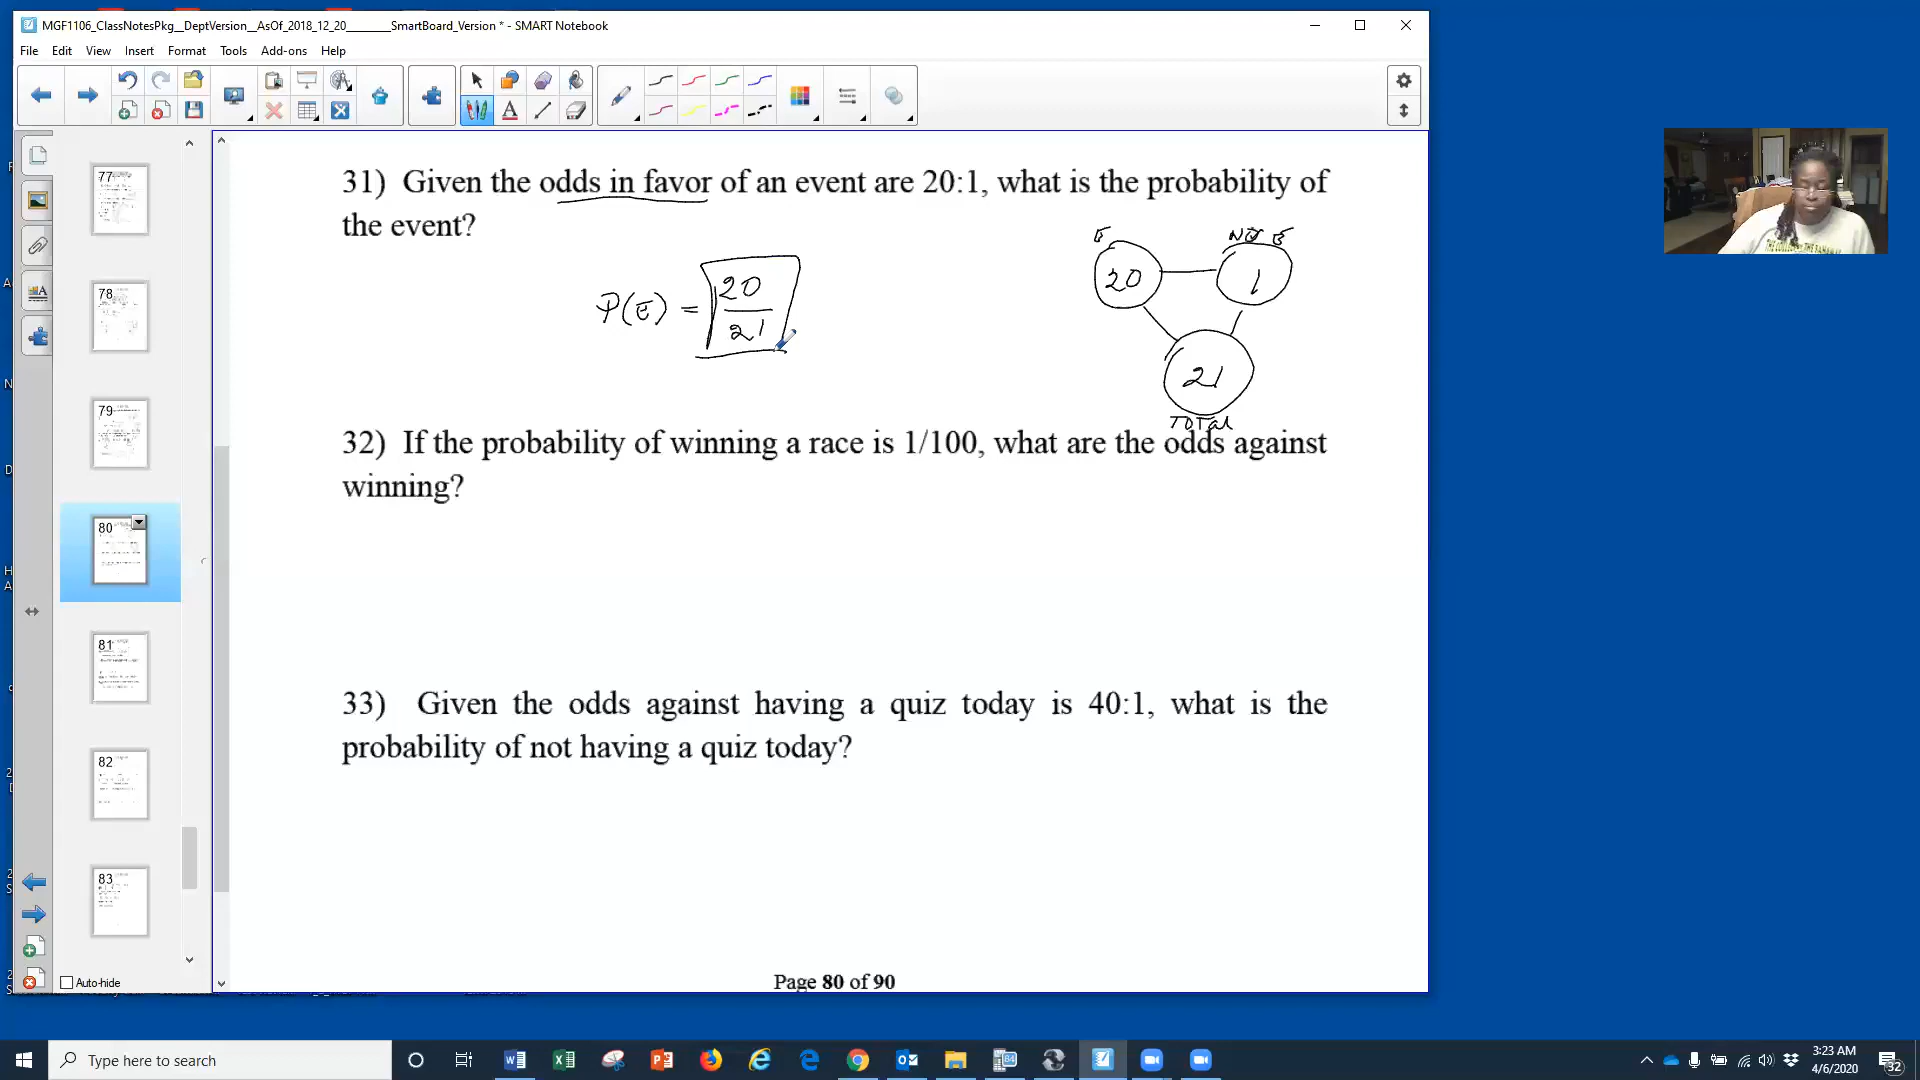 MGF1106_ClassNotesPkg__DeptVersion__AsOf_2018_12_20________SmartBoard_Version * - SMART Notebook
File Edit View Insert Format Tools Add-ons Help
77
78
79
80
81
82
83
Auto-hide
31) Given the odds in favor of an event are 20:1, what is the probability of
the event?
P(E) = 20/21
E
NOT E
20
1
21
TOTAL
32) If the probability of winning a race is 1/100, what are the odds against
winning?
33) Given the odds against having a quiz today is 40:1, what is the
probability of not having a quiz today?
Page 80 of 90
Type here to search
3:23 AM
4/6/2020
32